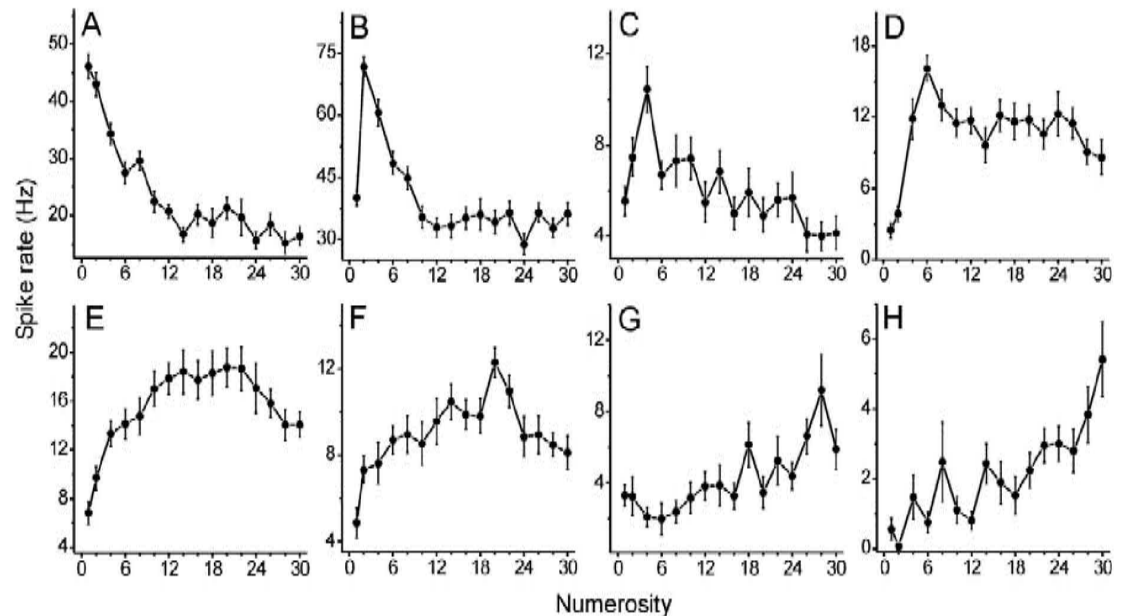 A B C D
50 75 12 18
40 60 12
30 45 8 6
20 30 4 0
0 6 12 18 24 30 0 6 12 18 24 30 0 6 12 18 24 30 0 6 12 18 24 30
Spike rate (Hz)
E F G H
20 12 12 6
16 8 8 4
12 4 4 2
8 0
4
0 6 12 18 24 30 0 6 12 18 24 30 0 6 12 18 24 30 0 6 12 18 24 30
Numerosity